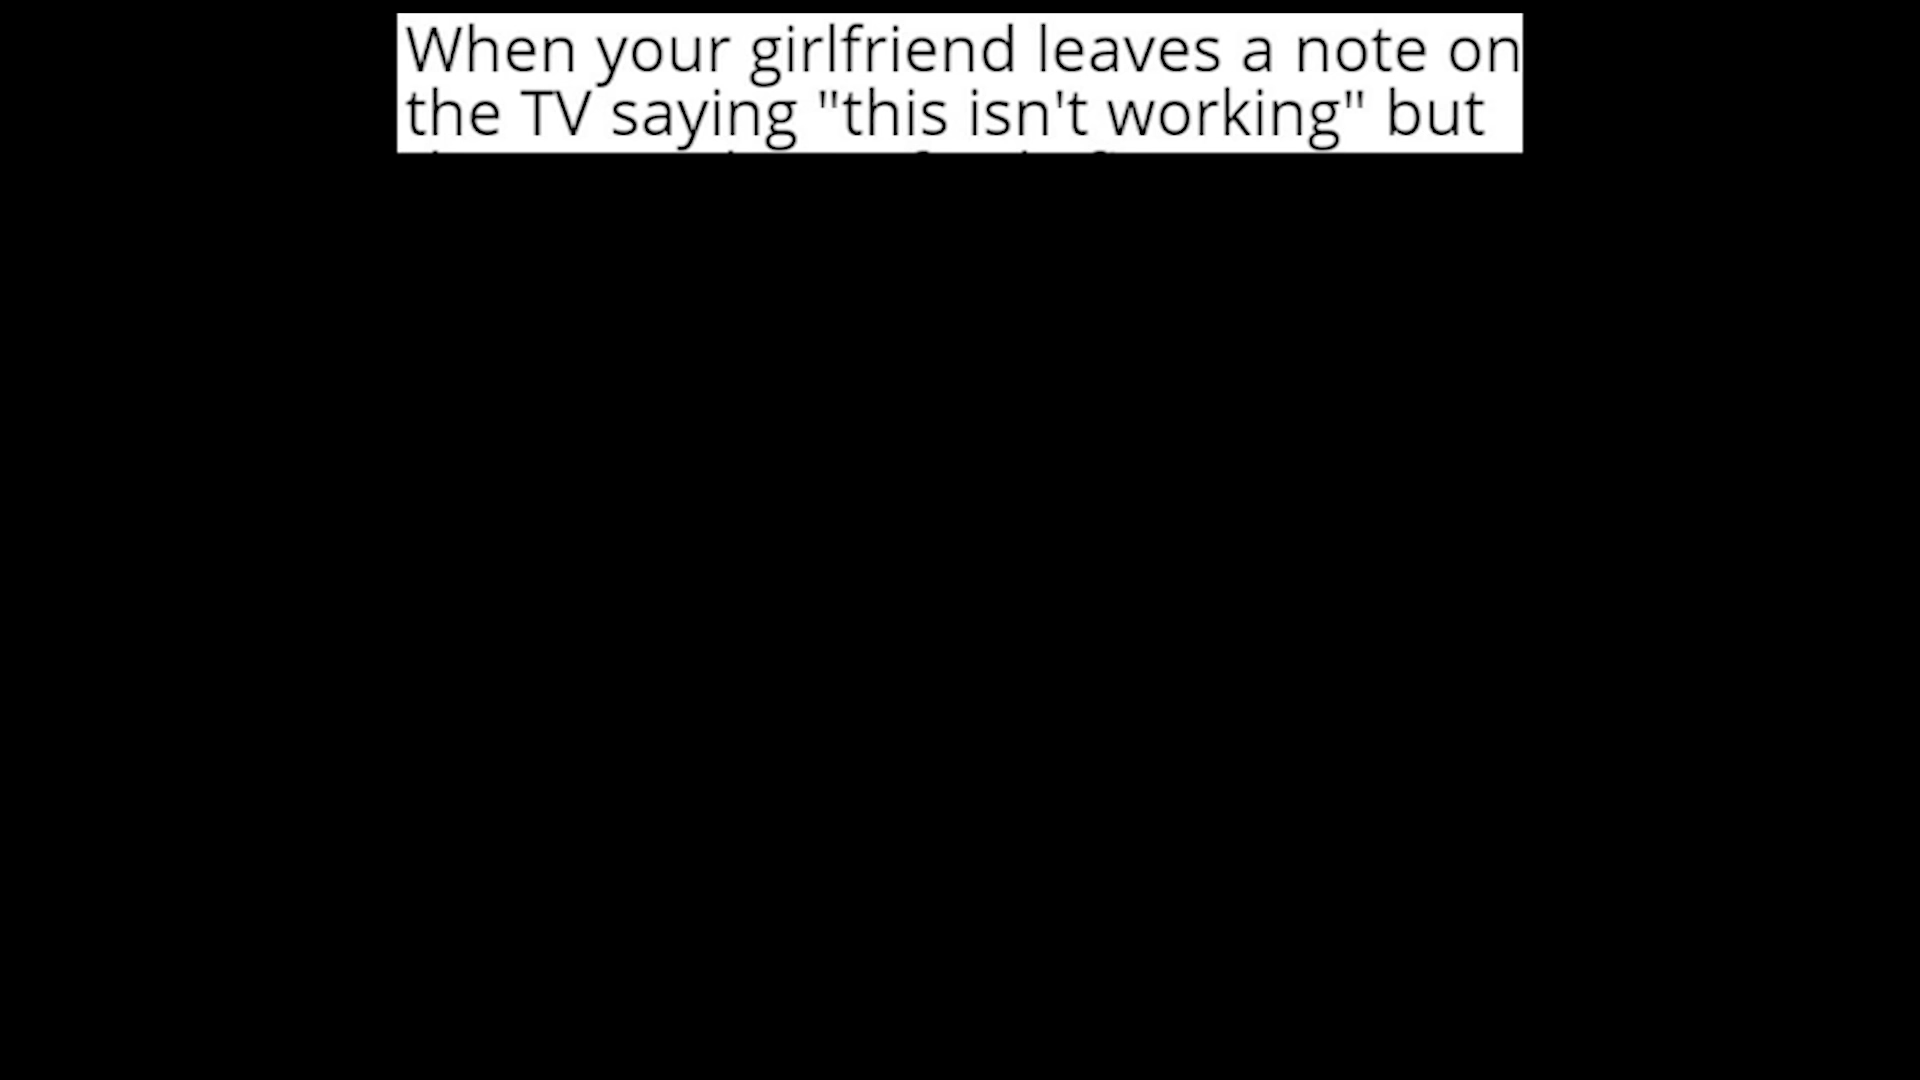 When your girlfriend leaves a note on
the TV saying "this isn't working" but